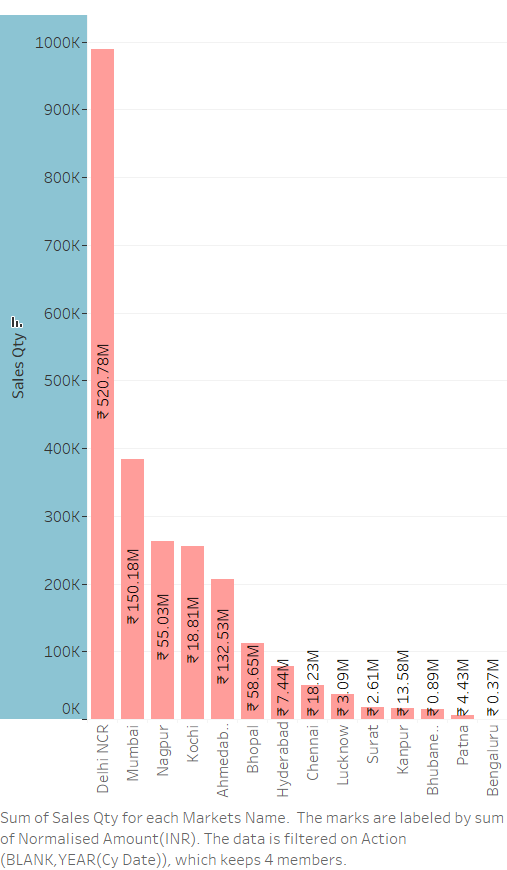 1000K
900K
800K
700K
600K
500K
400K
300K
200K
100K
0K
Sales Qty
₹ 520.78M
₹ 150.18M
₹ 55.03M
₹ 18.81M
₹ 132.53M
₹ 58.65M
₹ 7.44M
₹ 18.23M
₹ 3.09M
₹ 2.61M
₹ 13.58M
₹ 0.89M
₹ 4.43M
₹ 0.37M
Delhi NCR
Mumbai
Nagpur
Kochi
Ahmedab..
Bhopal
Hyderabad
Chennai
Lucknow
Surat
Kanpur
Bhubane..
Patna
Bengaluru
Sum of Sales Qty for each Markets Name.  The marks are labeled by sum
of Normalised Amount(INR). The data is filtered on Action
(BLANK,YEAR(Cy Date)), which keeps 4 members.